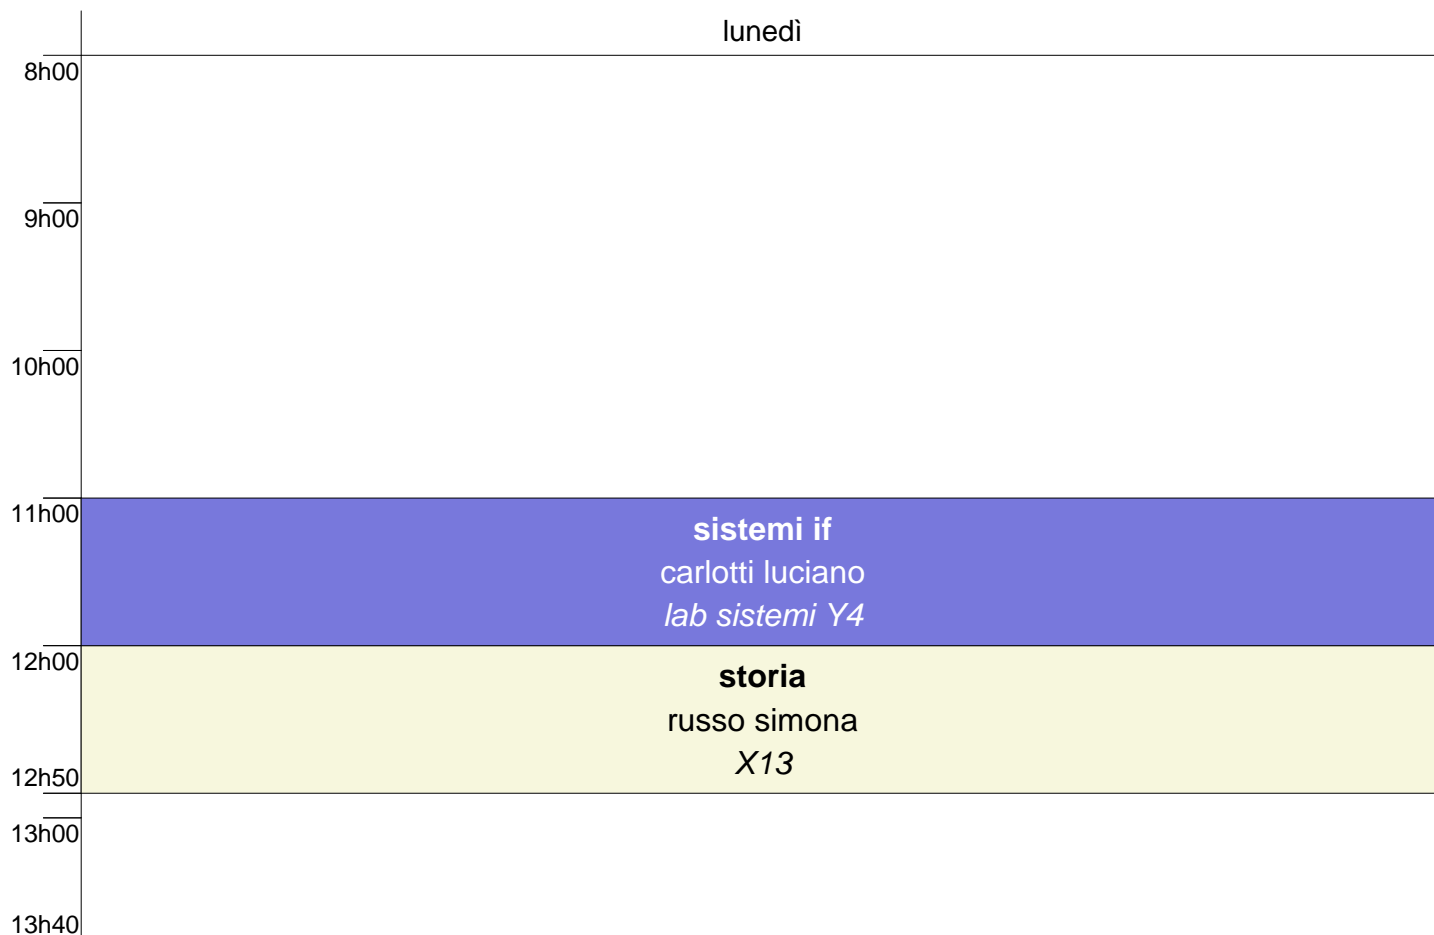 lunedì
8h00
9h00
10h00
11h00
sistemi if
carlotti luciano
lab sistemi Y4
12h00
storia
russo simona
X13
12h50
13h00
13h40